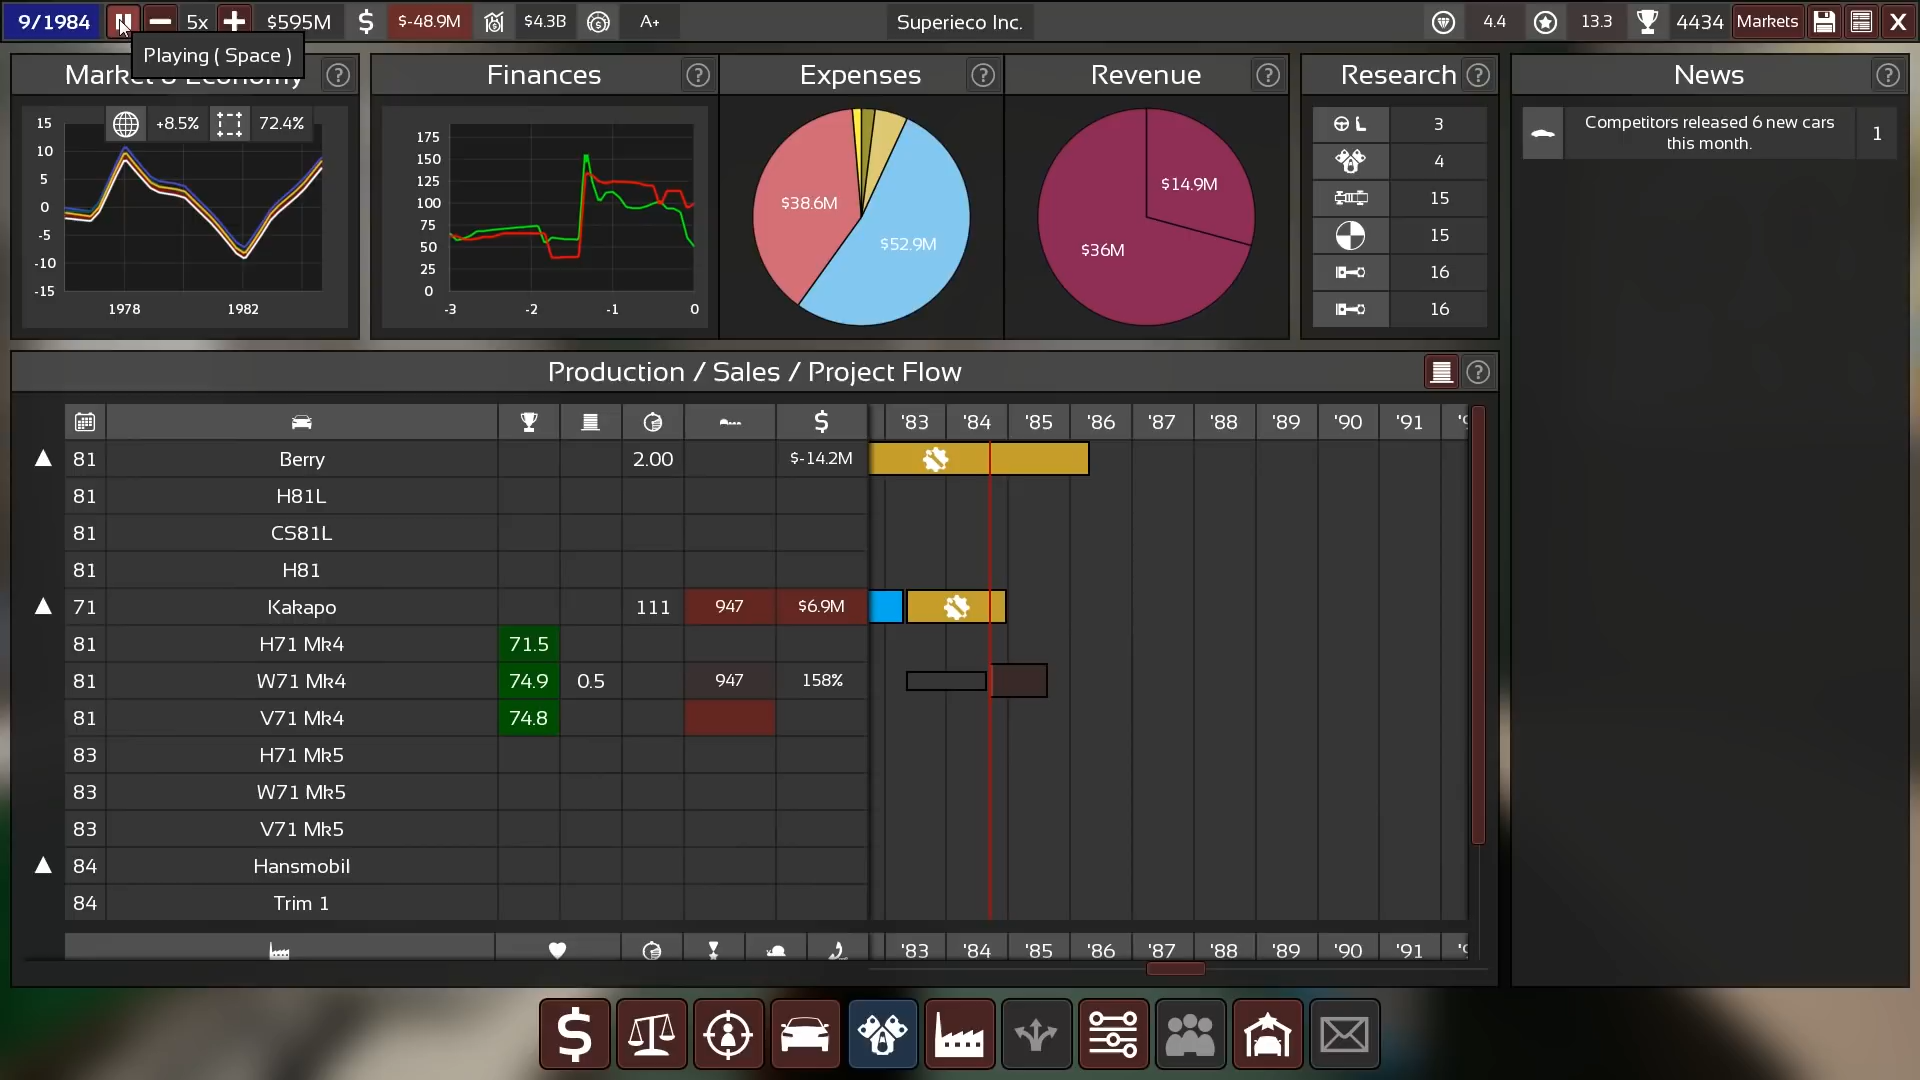 9/1984
5x
$595M
$-48.9M
$4.3B
A+
Superieco Inc.
4.4
13.3
4434
Markets
X
Playing ( Space )
?
Finances
?
Expenses
?
Revenue
?
Research
?
News
?
+8.5%
72.4%
15
10
5
0
-5
-10
-15
1978
1982
175
150
125
100
75
50
25
0
-3
-2
-1
0
$38.6M
$52.9M
$14.9M
$36M
3
4
15
15
16
16
Competitors released 6 new cars
this month.
1
Production / Sales / Project Flow
?
$
'83
'84
'85
'86
'87
'88
'89
'90
'91
81
Berry
2.00
$-14.2M
81
H81L
81
CS81L
81
H81
71
Kakapo
111
947
$6.9M
81
H71 Mk4
71.5
81
W71 Mk4
74.9
0.5
947
158%
81
V71 Mk4
74.8
83
H71 Mk5
83
W71 Mk5
83
V71 Mk5
84
Hansmobil
84
Trim 1
'83
'84
'85
'86
'87
'88
'89
'90
'91